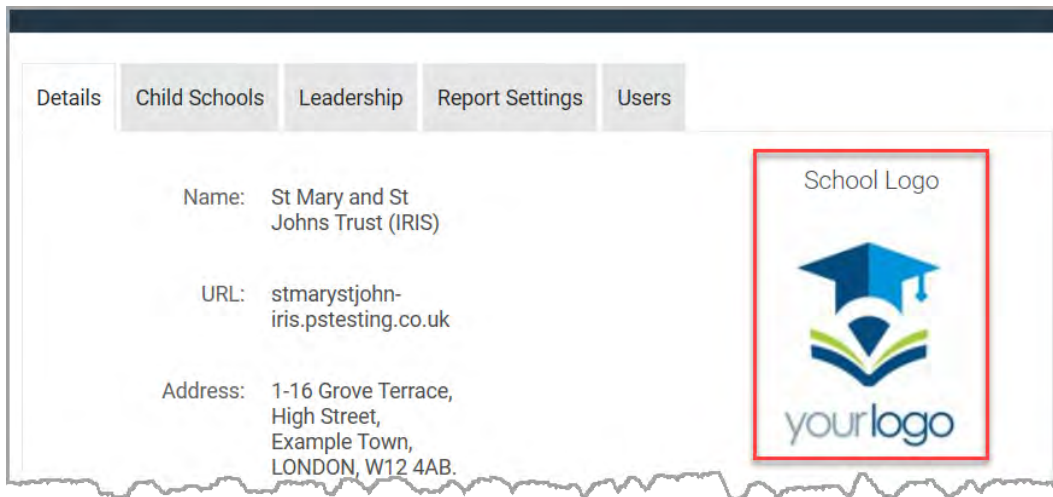 Details Child Schools Leadership Report Settings Users
School Logo
Name: St Mary and St
Johns Trust (IRIS)
URL: stmarystjohn-
iris.pstesting.co.uk
Address: 1-16 Grove Terrace,
High Street,
Example Town,
LONDON, W12 4AB.
yourlogo